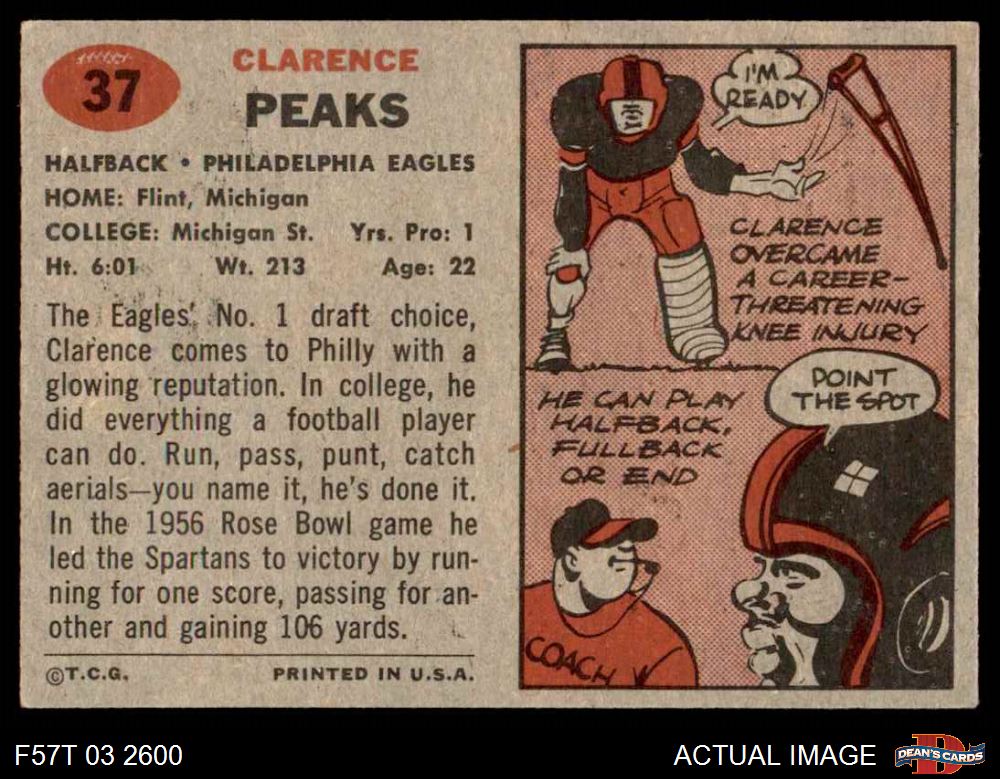 37
CLARENCE
PEAKS
HALFBACK • PHILADELPHIA EAGLES
HOME: Flint, Michigan
COLLEGE: Michigan St. Yrs. Pro: 1
Ht. 6:01 Wt. 213 Age: 22
The Eagles' No. 1 draft choice,
Clarence comes to Philly with a
glowing reputation. In college, he
did everything a football player
can do. Run, pass, punt, catch
aerials—you name it, he's done it.
In the 1956 Rose Bowl game he
led the Spartans to victory by run-
ning for one score, passing for an-
other and gaining 106 yards.
©T.C.G. PRINTED IN U.S.A.
I'M
READY
CLARENCE
OVERCAME
A CAREER-
THREATENING
KNEE INJURY
POINT
THE SPOT
HE CAN PLAY
HALFBACK,
FULLBACK
OR END
COACH
F57T 03 2600
ACTUAL IMAGE
D
DEAN'S CARDS